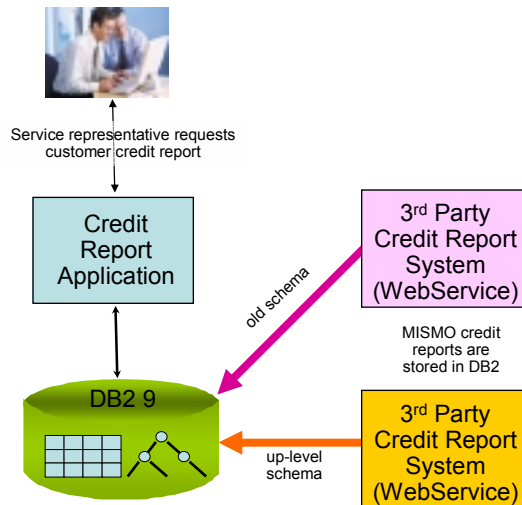 Service representative requests
customer credit report
Credit
Report
Application
3rd Party
Credit Report
System
(WebService)
old schema
MISMO credit
reports are
stored in DB2
DB2 9
up-level
schema
3rd Party
Credit Report
System
(WebService)